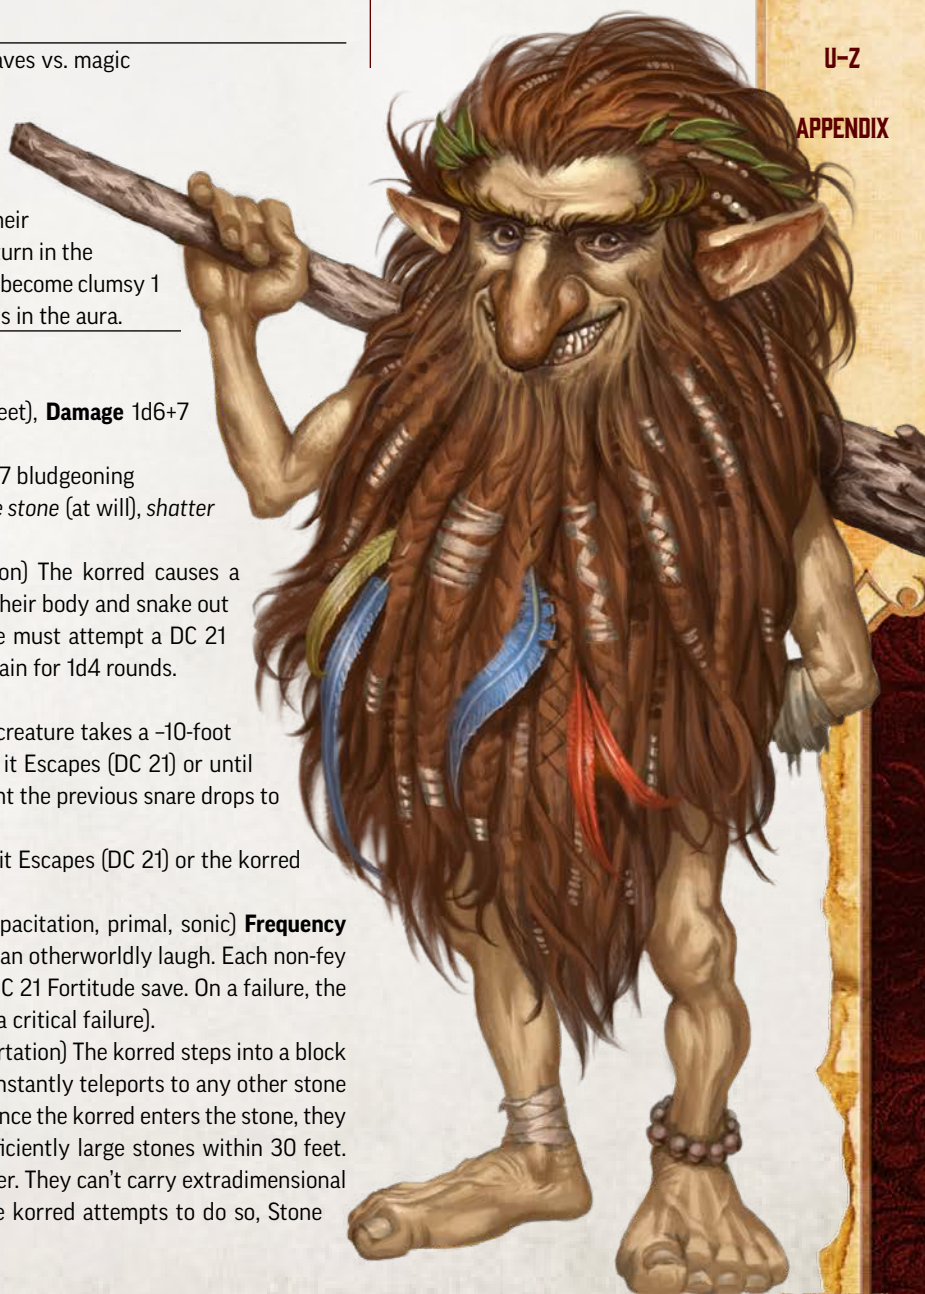 U–Z
APPENDIX
aves vs. magic
heir
urn in the
become clumsy 1
s in the aura.
eet), Damage 1d6+7
7 bludgeoning
e stone (at will), shatter
on) The korred causes a
their body and snake out
e must attempt a DC 21
ain for 1d4 rounds.
creature takes a –10-foot
it Escapes (DC 21) or until
nt the previous snare drops to
it Escapes (DC 21) or the korred
pacitation, primal, sonic) Frequency
an otherworldly laugh. Each non-fey
C 21 Fortitude save. On a failure, the
a critical failure).
rtation) The korred steps into a block
nstantly teleports to any other stone
nce the korred enters the stone, they
ficiently large stones within 30 feet.
er. They can't carry extradimensional
e korred attempts to do so, Stone